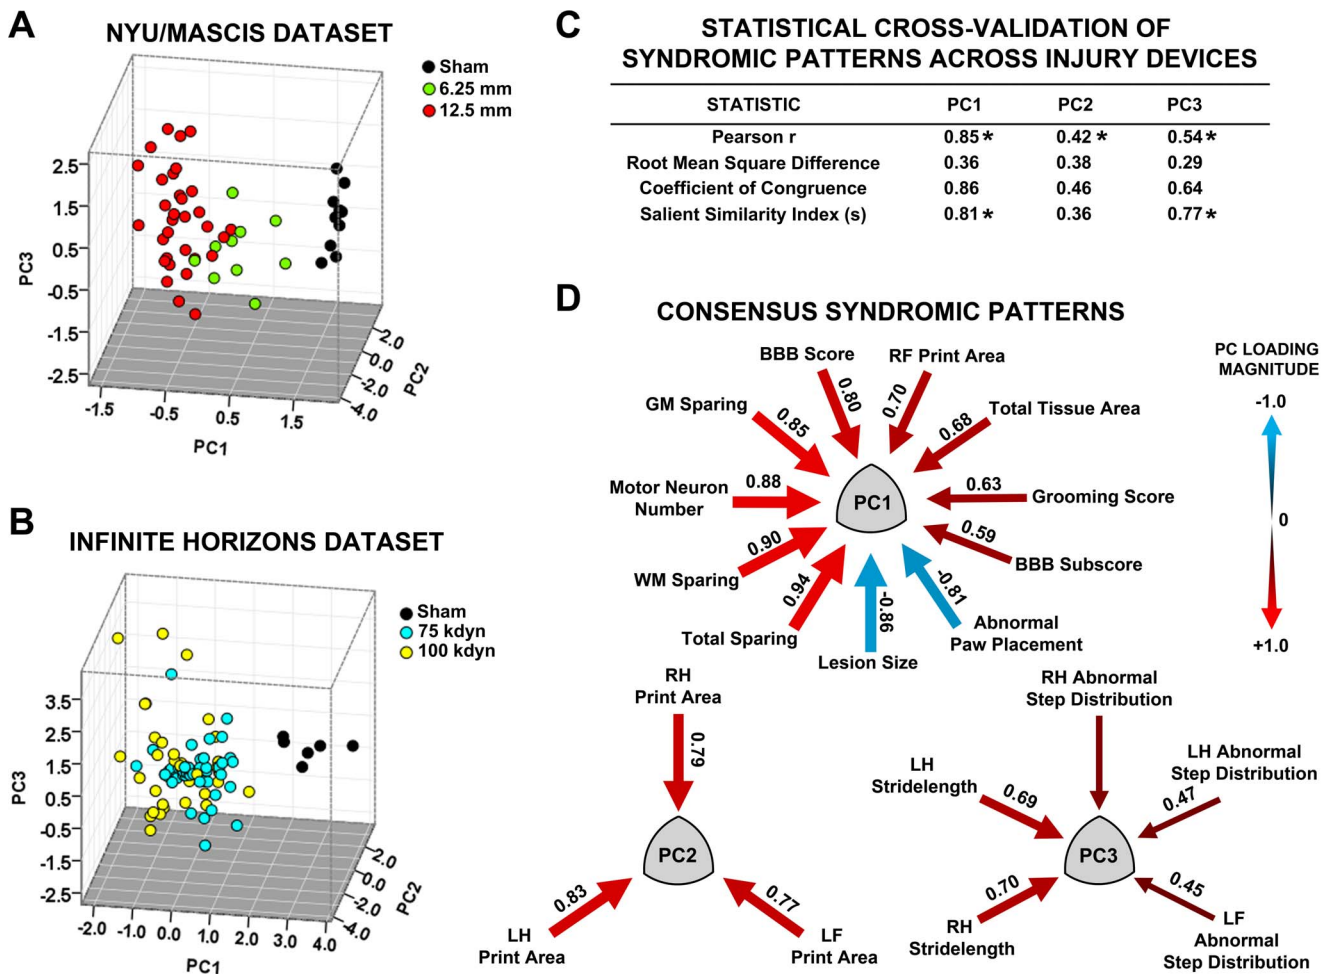 A
NYU/MASCIS DATASET
Sham
6.25 mm
12.5 mm
2.5
1.5
0.5
-0.5
-1.5
-2.5
PC3
-1.5
-0.5
0.5
1.5
PC1
2.0
0.0
-2.0
-4.0
PC2
B
INFINITE HORIZONS DATASET
Sham
75 kdyn
100 kdyn
3.5
2.5
1.5
0.5
-0.5
-1.5
-2.5
PC3
-2.0
-1.0
0.0
1.0
2.0
3.0
4.0
PC1
2.0
0.0
-2.0
-4.0
PC2
C
STATISTICAL CROSS-VALIDATION OF
SYNDROMIC PATTERNS ACROSS INJURY DEVICES
STATISTIC PC1 PC2 PC3
Pearson r 0.85 * 0.42 * 0.54 *
Root Mean Square Difference 0.36 0.38 0.29
Coefficient of Congruence 0.86 0.46 0.64
Salient Similarity Index (s) 0.81 * 0.36 0.77 *
D
CONSENSUS SYNDROMIC PATTERNS
BBB Score
0.80
RF Print Area
0.70
GM Sparing
0.85
Total Tissue Area
0.68
Motor Neuron
Number
0.88
PC1
0.63
Grooming Score
WM Sparing
0.90
0.59
BBB Subscore
Total Sparing
0.94
Lesion Size
-0.86
Abnormal
Paw Placement
-0.81
PC LOADING
MAGNITUDE
-1.0
0
+1.0
RH
Print Area
0.79
PC2
LH
Print Area
0.83
LF
Print Area
0.77
RH Abnormal
Step Distribution
LH
Stridelength
0.69
LH Abnormal
Step Distribution
0.47
PC3
RH
Stridelength
0.70
LF
Abnormal
Step Distribution
0.45